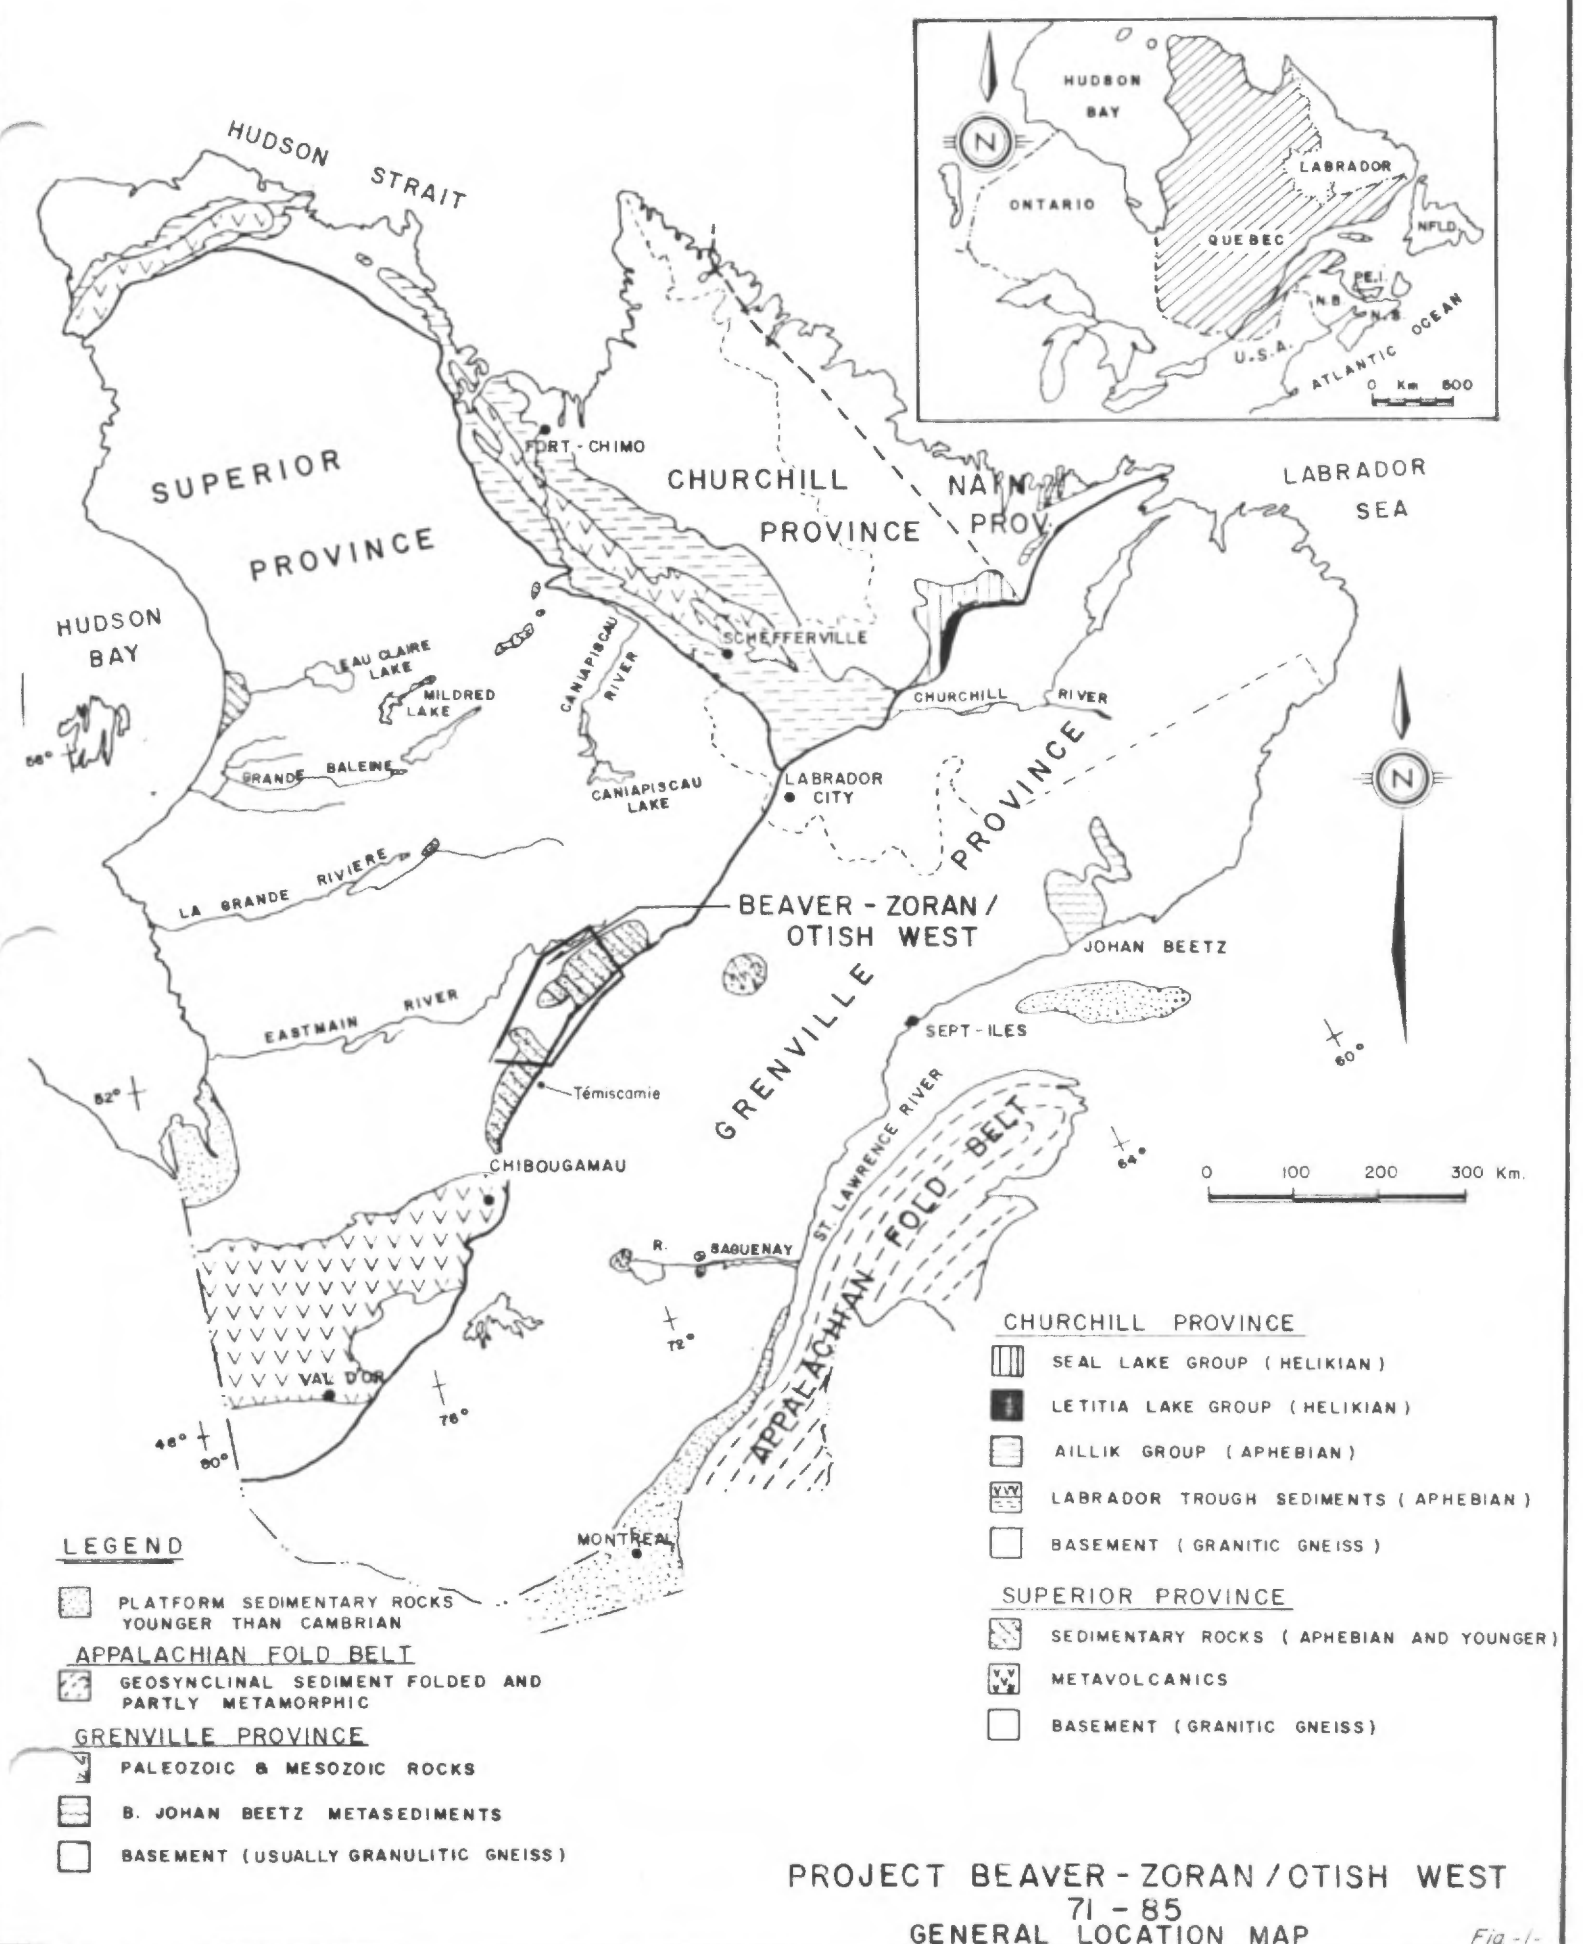 HUDSON STRAIT
HUDSON
BAY
LABRADOR
ONTARIO
QUEBEC
NFLD.
P.E.I.
N.B.
N.S.
U.S.A.
ATLANTIC OCEAN
0 Km 600
N
FORT-CHIMO
SUPERIOR
PROVINCE
CHURCHILL
PROVINCE
NAIN
PROV.
LABRADOR
SEA
HUDSON
BAY
EAU CLAIRE
LAKE
MILDRED
LAKE
CANIAPISCAU
RIVER
SCHEFFERVILLE
CHURCHILL RIVER
56°
GRANDE BALEINE
CANIAPISCAU
LAKE
LABRADOR
CITY
N
LA GRANDE RIVIERE
BEAVER - ZORAN /
OTISH WEST
GRENVILLE PROVINCE
JOHAN BEETZ
EASTMAIN RIVER
SEPT-ILES
60°
52°
Témiscamie
ST. LAWRENCE RIVER
APPALACHIAN FOLD BELT
64°
CHIBOUGAMAU
0 100 200 300 Km.
R. SAGUENAY
72°
VAL D'OR
76°
48°
80°
MONTREAL
CHURCHILL PROVINCE
SEAL LAKE GROUP (HELIKIAN)
LETITIA LAKE GROUP (HELIKIAN)
AILLIK GROUP (APHEBIAN)
LABRADOR TROUGH SEDIMENTS (APHEBIAN)
BASEMENT (GRANITIC GNEISS)
SUPERIOR PROVINCE
SEDIMENTARY ROCKS (APHEBIAN AND YOUNGER)
METAVOLCANICS
BASEMENT (GRANITIC GNEISS)
LEGEND
PLATFORM SEDIMENTARY ROCKS
YOUNGER THAN CAMBRIAN
APPALACHIAN FOLD BELT
GEOSYNCLINAL SEDIMENT FOLDED AND
PARTLY METAMORPHIC
GRENVILLE PROVINCE
PALEOZOIC & MESOZOIC ROCKS
B. JOHAN BEETZ METASEDIMENTS
BASEMENT (USUALLY GRANULITIC GNEISS)
PROJECT BEAVER - ZORAN / OTISH WEST
71 - 85
GENERAL LOCATION MAP
Fig -1-